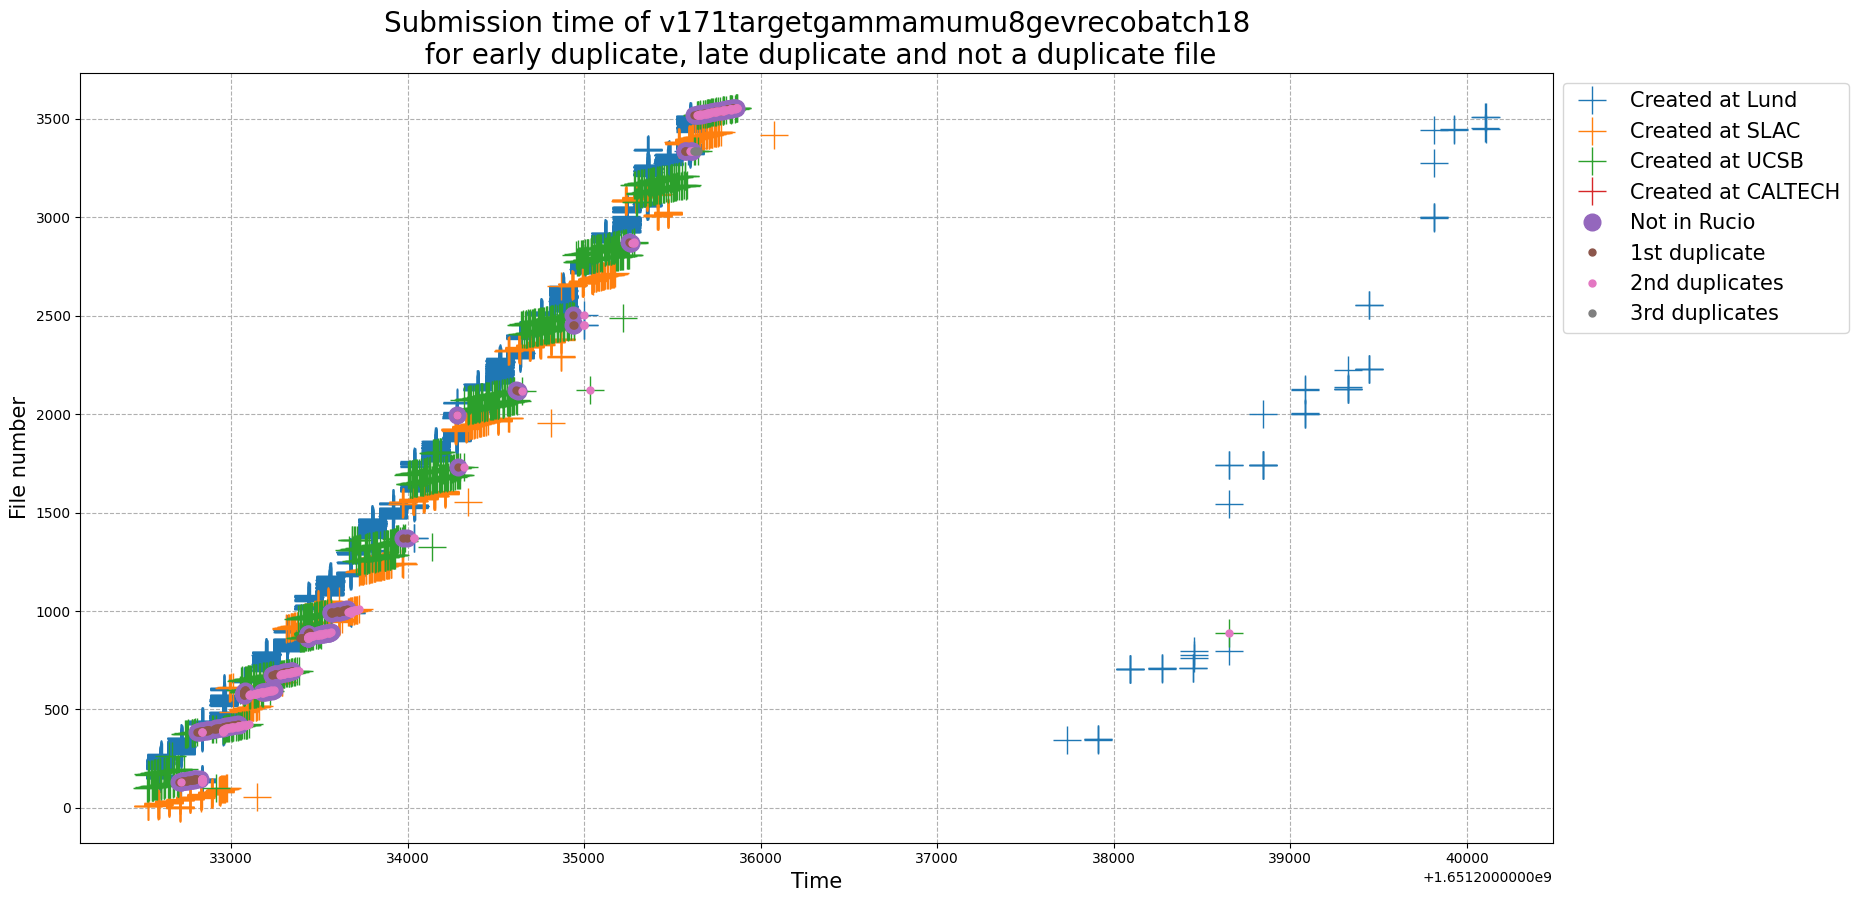 Submission time of v171targetgammamumu8gevrecobatch18
for early duplicate, late duplicate and not a duplicate file
File number
3500
3000
2500
2000
1500
1000
500
0
33000
34000
35000
36000
37000
38000
39000
40000
+1.6512000000e9
Time
Created at Lund
Created at SLAC
Created at UCSB
Created at CALTECH
Not in Rucio
1st duplicate
2nd duplicates
3rd duplicates